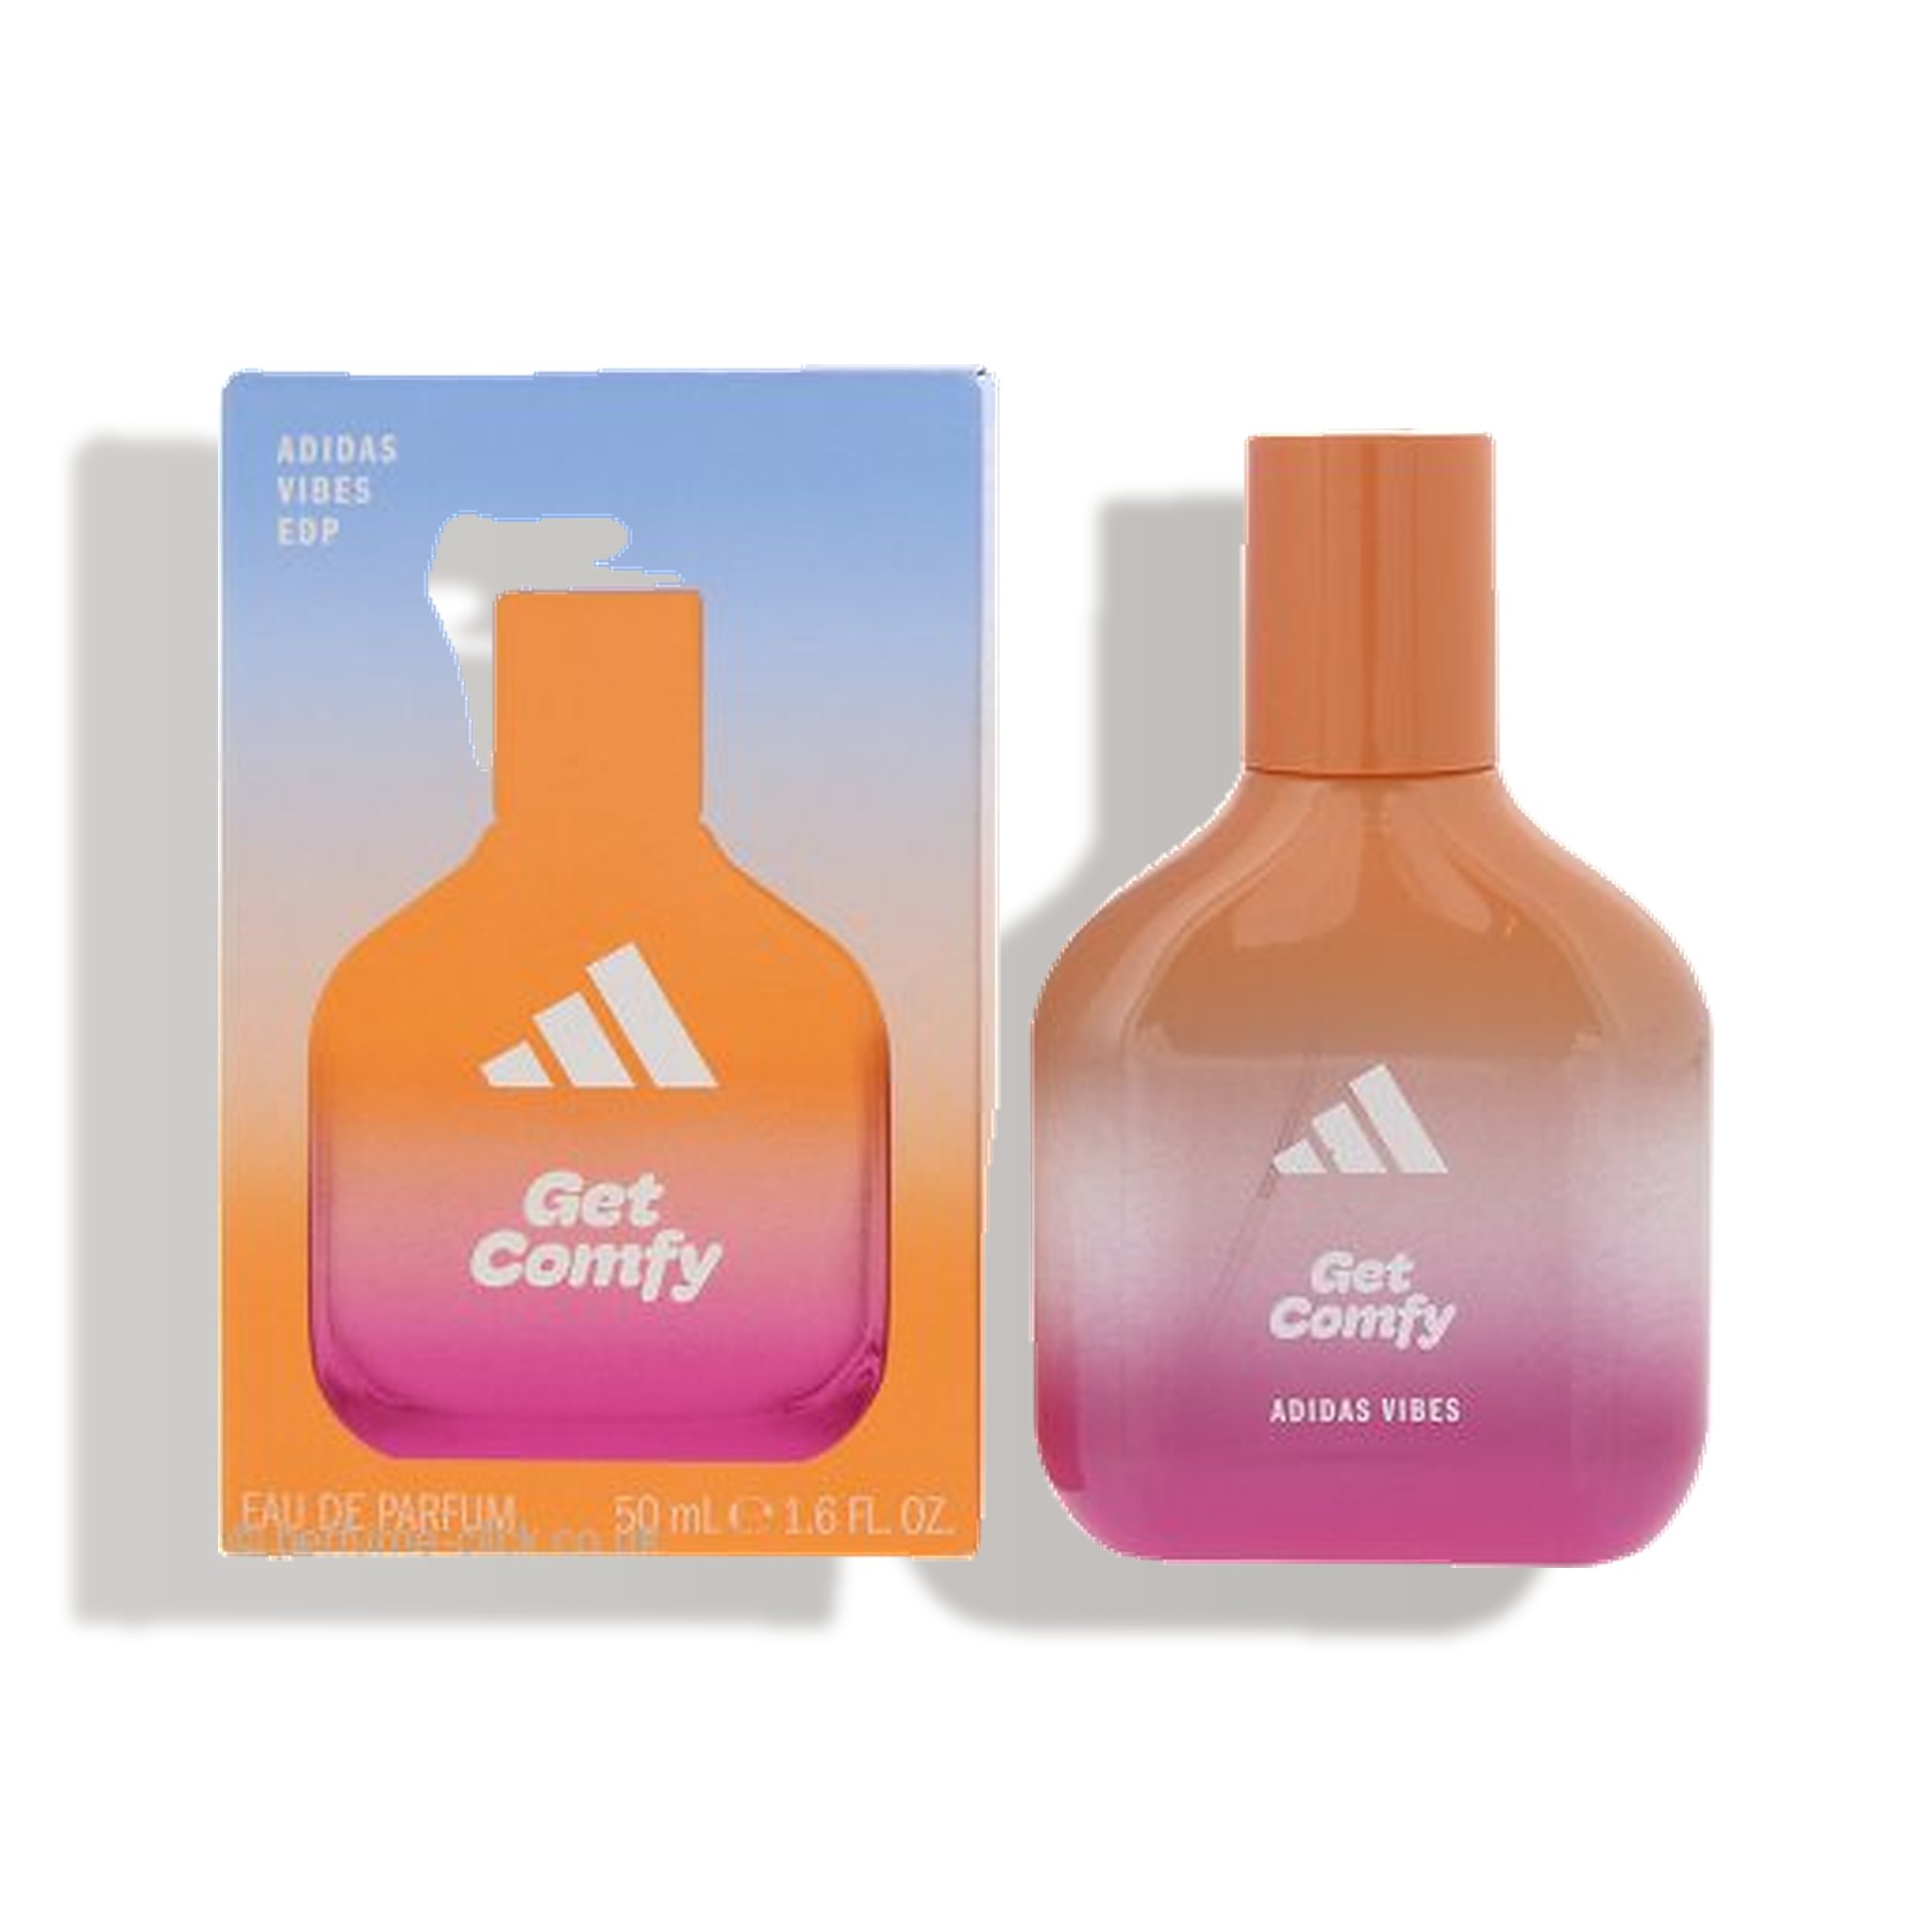 ADIDAS
VIBES
EDP
Get
Comfy
EAU DE PARFUM 50 mL ℮ 1.6 FL. OZ.
Get
Comfy
ADIDAS VIBES